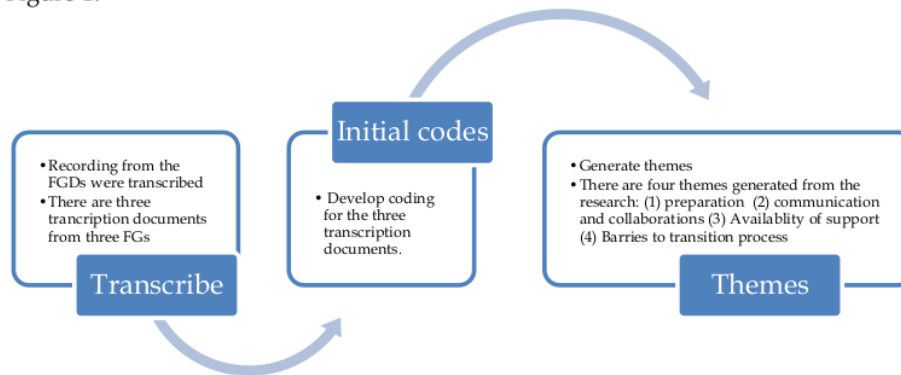 Figure 1.
• Recording from the
FGDs were transcribed
• There are three
trancription documents
from three FGs
Transcribe
Initial codes
• Develop coding
for the three
transcription
documents.
• Generate themes
• There are four themes generated from the
research: (1) preparation (2) communication
and collaborations (3) Availablity of support
(4) Barries to transition process
Themes